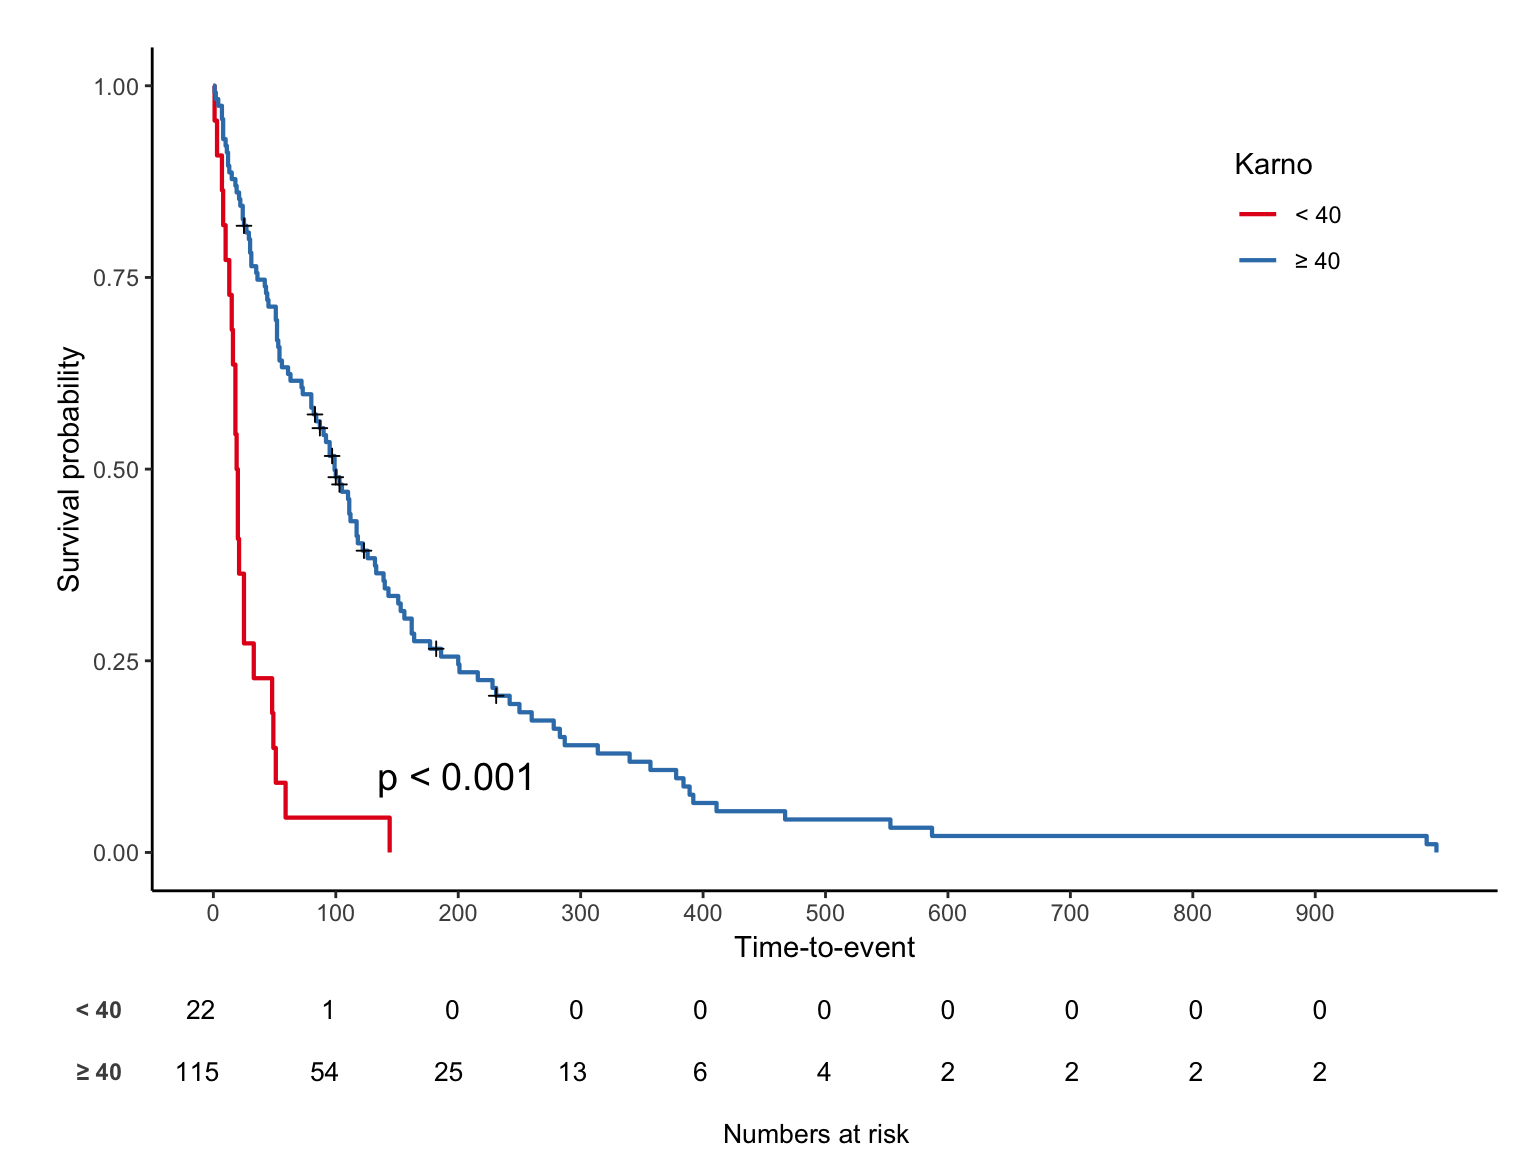 1.00
0.75
0.50
0.25
0.00
Survival probability
Karno
< 40
≥ 40
p < 0.001
0 100 200 300 400 500 600 700 800 900
Time-to-event
< 40 22 1 0 0 0 0 0 0 0 0
≥ 40 115 54 25 13 6 4 2 2 2 2
Numbers at risk